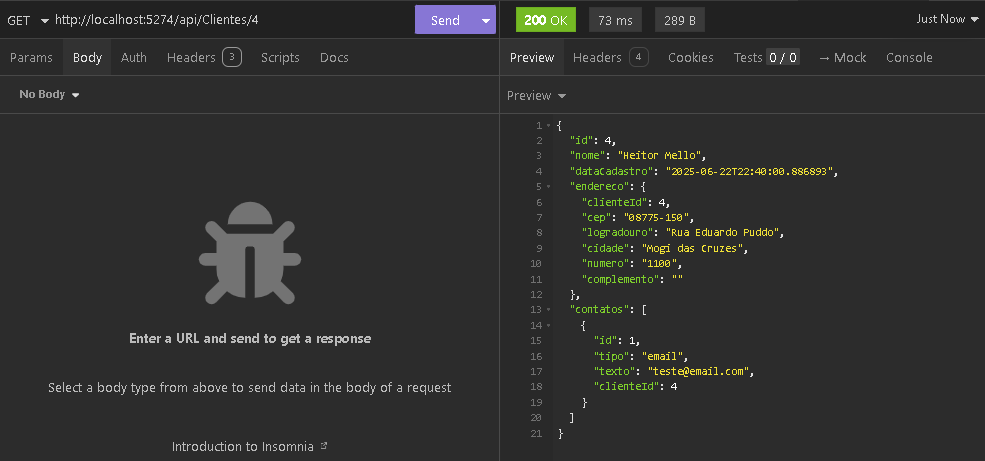 GET http://localhost:5274/api/Clientes/4 Send 200 OK 73 ms 289 B Just Now
Params Body Auth Headers 3 Scripts Docs
Preview Headers 4 Cookies Tests 0 / 0 → Mock Console
No Body
Preview
Enter a URL and send to get a response
Select a body type from above to send data in the body of a request
Introduction to Insomnia
1 {
2 "id": 4,
3 "nome": "Heitor Mello",
4 "dataCadastro": "2025-06-22T22:40:00.886893",
5 "endereco": {
6 "clienteId": 4,
7 "cep": "08775-150",
8 "logradouro": "Rua Eduardo Puddo",
9 "cidade": "Mogi das Cruzes",
10 "numero": "1100",
11 "complemento": ""
12 },
13 "contatos": [
14 {
15 "id": 1,
16 "tipo": "email",
17 "texto": "teste@email.com",
18 "clienteId": 4
19 }
20 ]
21 }